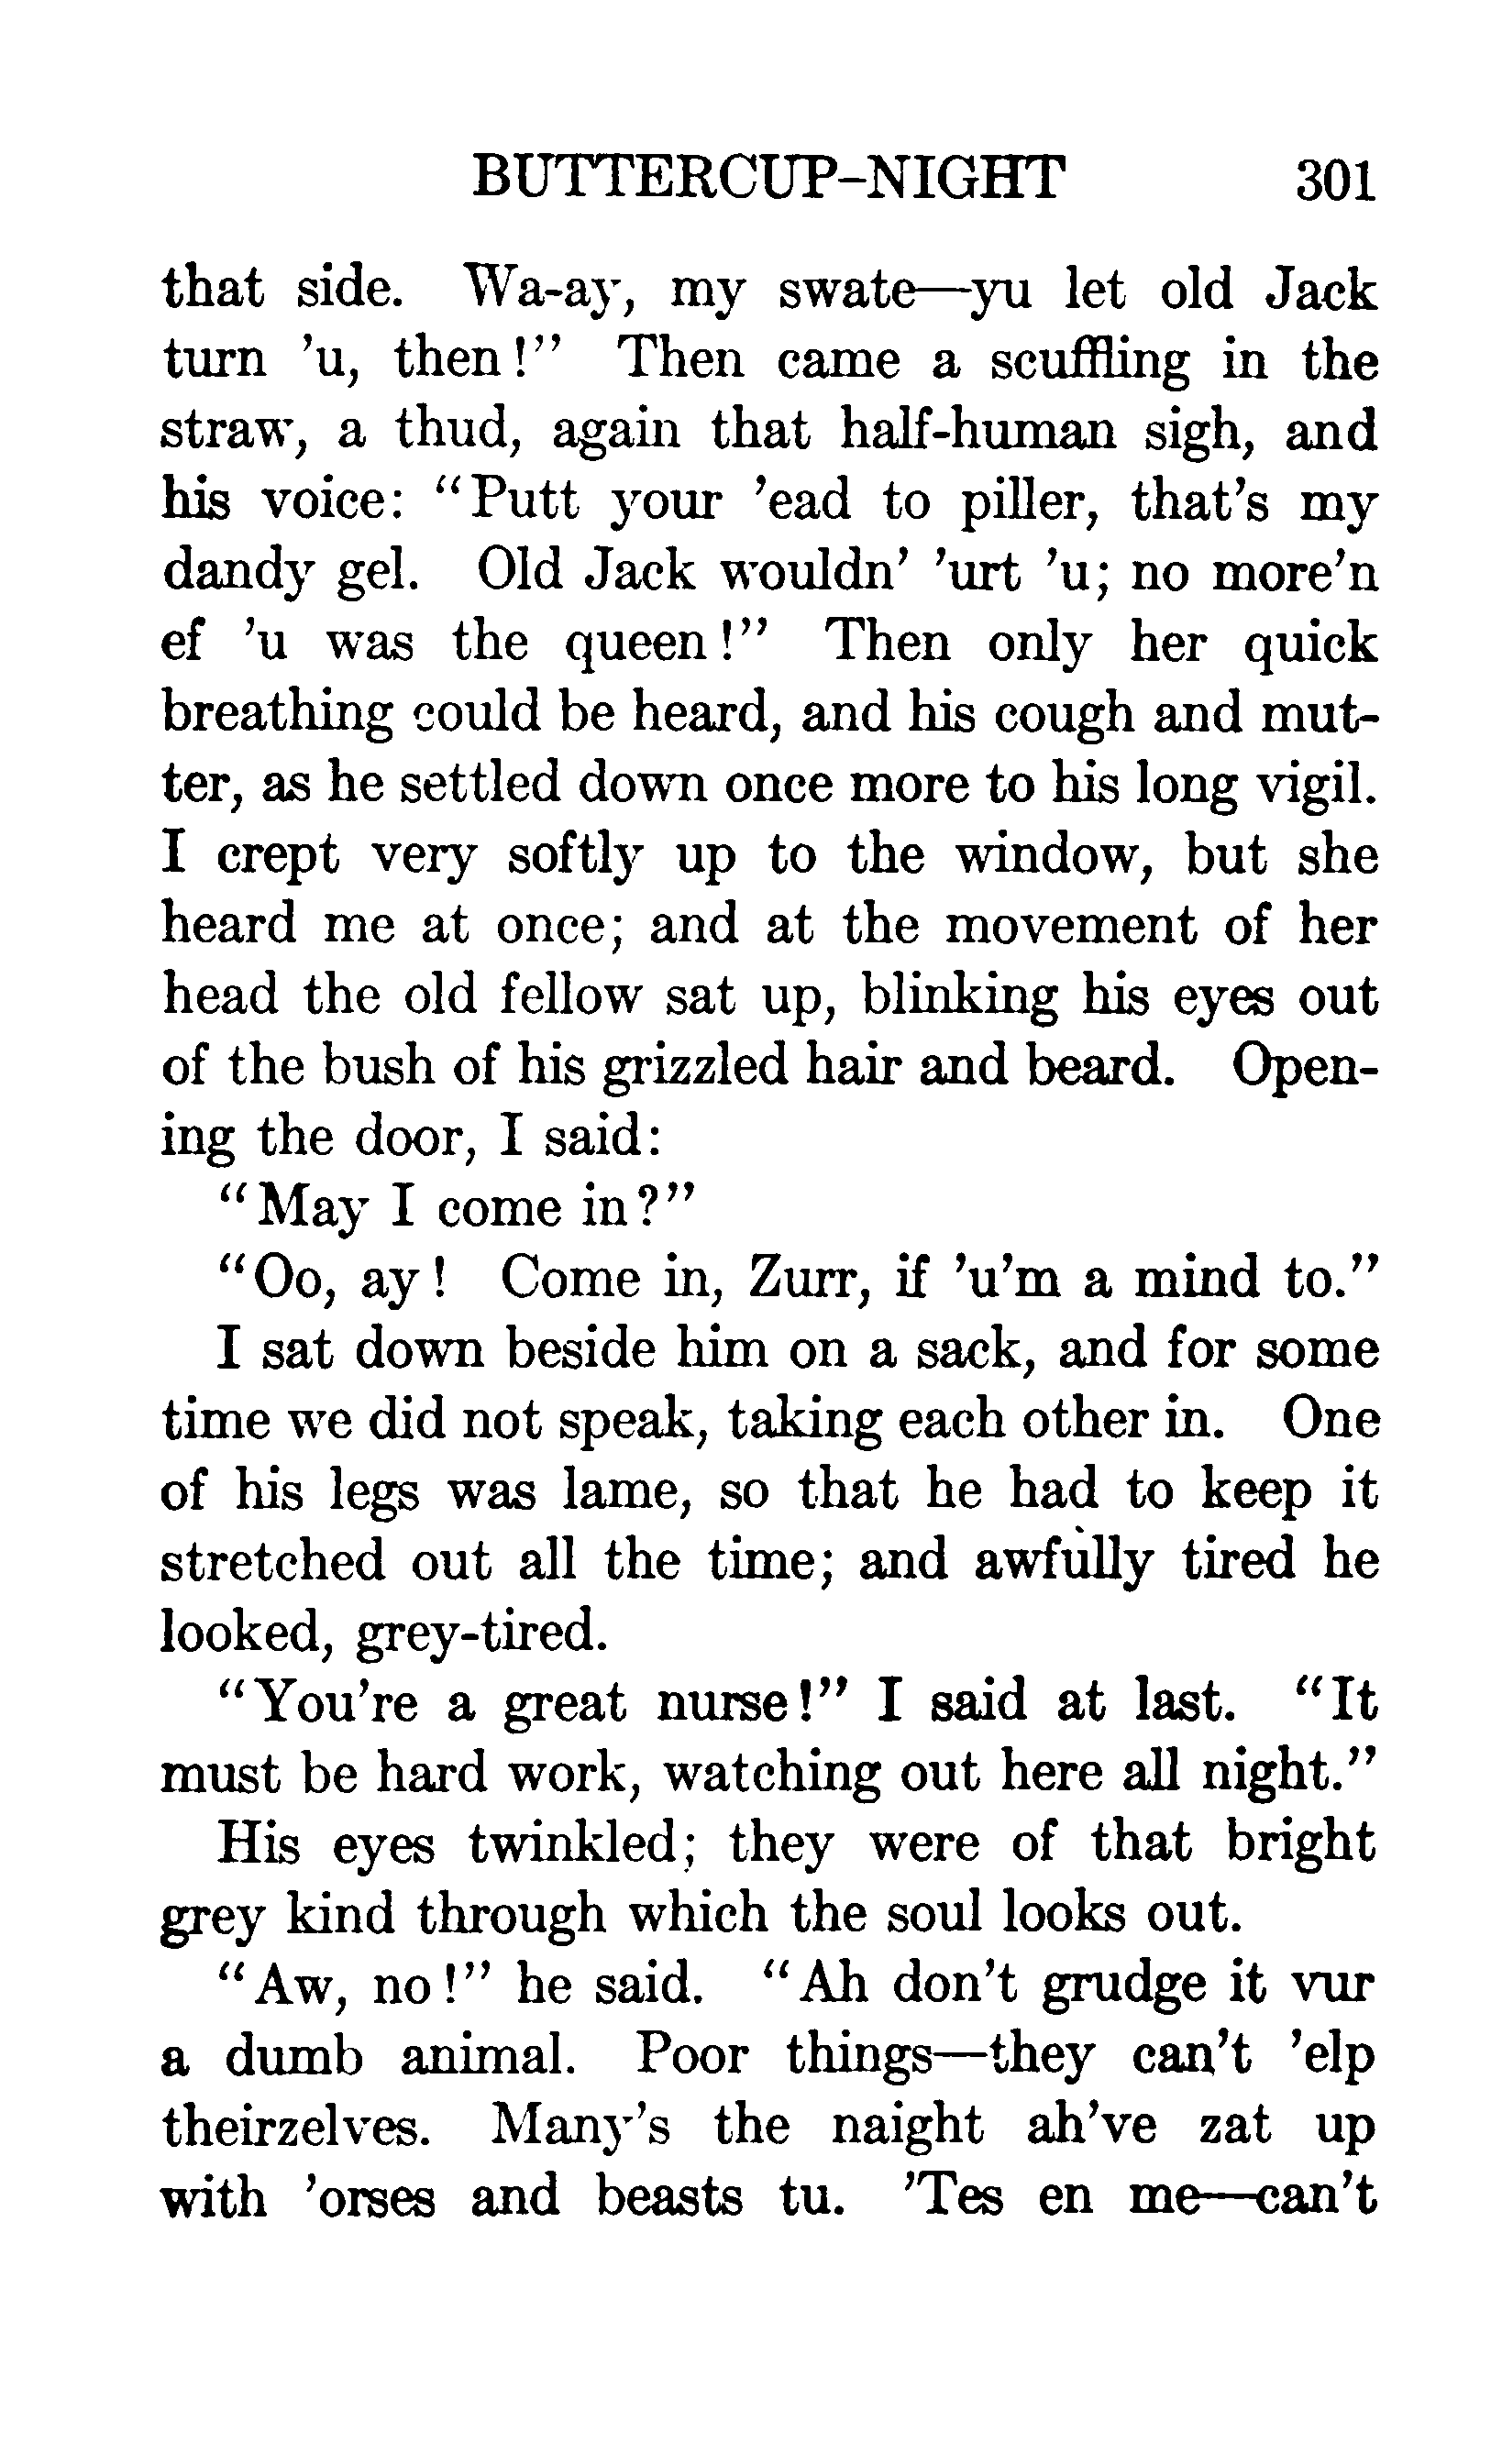 BUTTERCUP-NIGHT 301
that side. Wa-ay, my swate—yu let old Jack
turn 'u, then!” Then came a scuffling in the
straw, a thud, again that half-human sigh, and
his voice: “Putt your 'ead to piller, that's my
dandy gel. Old Jack wouldn' 'urt 'u; no more'n
ef 'u was the queen!” Then only her quick
breathing could be heard, and his cough and mut-
ter, as he settled down once more to his long vigil.
I crept very softly up to the window, but she
heard me at once; and at the movement of her
head the old fellow sat up, blinking his eyes out
of the bush of his grizzled hair and beard. Open-
ing the door, I said:
“May I come in?”
“Oo, ay! Come in, Zurr, if 'u'm a mind to.”
I sat down beside him on a sack, and for some
time we did not speak, taking each other in. One
of his legs was lame, so that he had to keep it
stretched out all the time; and awfully tired he
looked, grey-tired.
“You're a great nurse!” I said at last. “It
must be hard work, watching out here all night.”
His eyes twinkled; they were of that bright
grey kind through which the soul looks out.
“Aw, no!” he said. “Ah don't grudge it vur
a dumb animal. Poor things—they can't 'elp
theirzelves. Many's the naight ah've zat up
with 'orses and beasts tu. 'Tes en me—can't